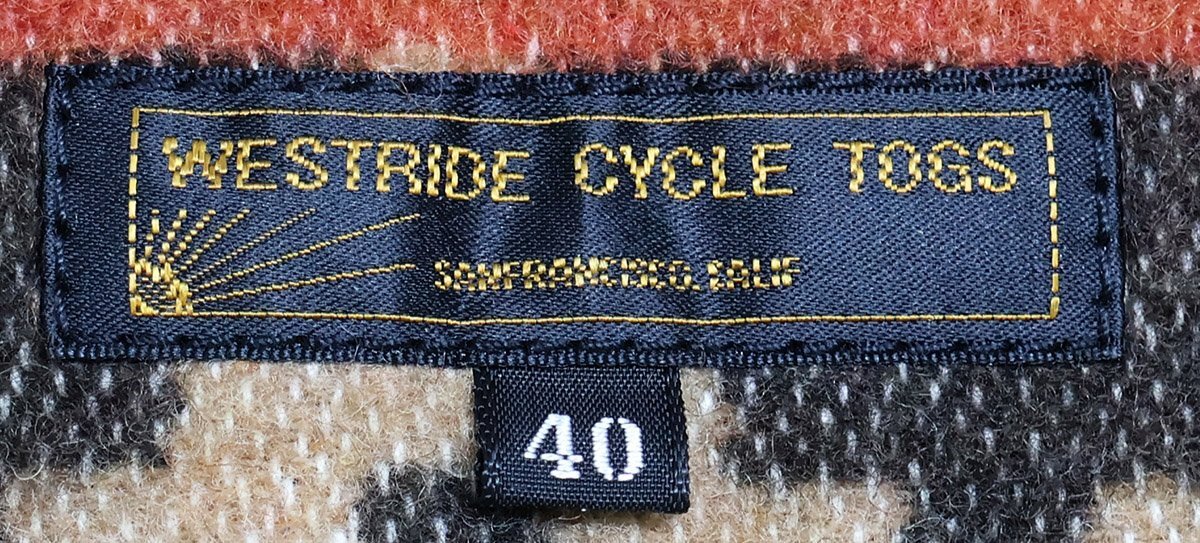 WESTRIDE CYCLE TOGS
SANFRANCISCO. CALIF
40